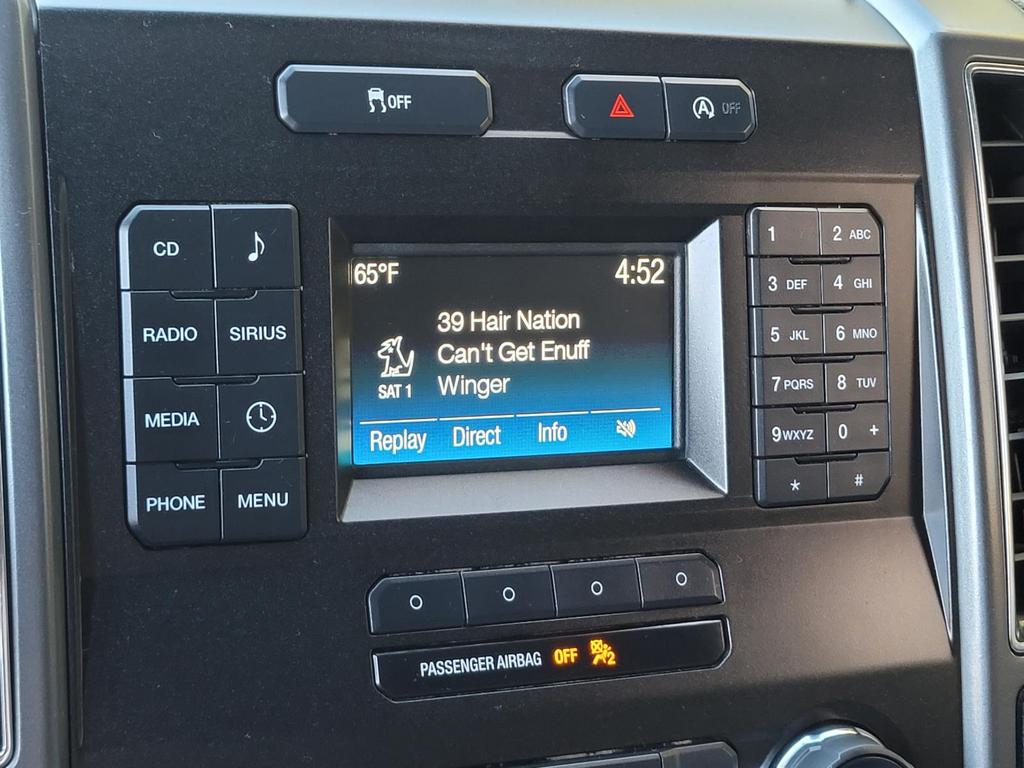 OFF
A OFF
CD
RADIO SIRIUS
MEDIA
PHONE MENU
65°F 4:52
39 Hair Nation
Can't Get Enuff
SAT 1 Winger
Replay Direct Info
1 2 ABC
3 DEF 4 GHI
5 JKL 6 MNO
7 PQRS 8 TUV
9 WXYZ 0 +
* #
PASSENGER AIRBAG OFF 2